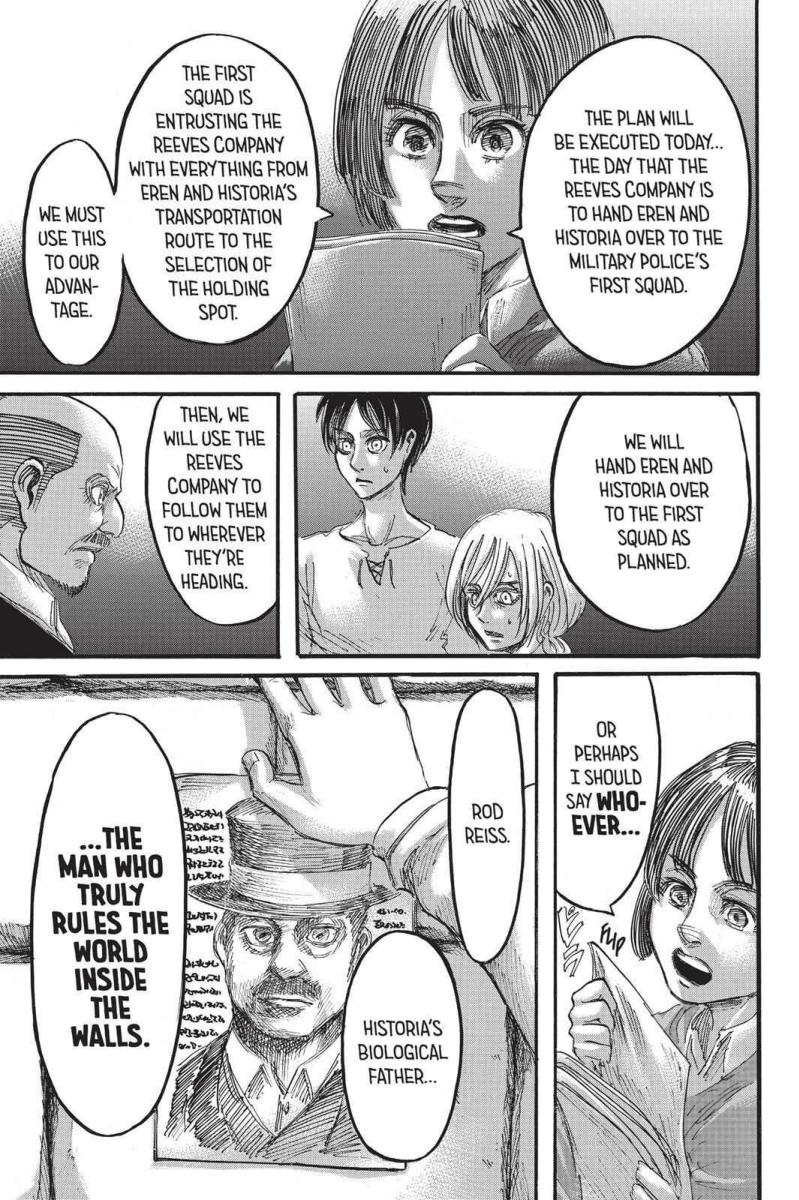 THE PLAN WILL
BE EXECUTED TODAY...
THE DAY THAT THE
REEVES COMPANY IS
TO HAND EREN AND
HISTORIA OVER TO THE
MILITARY POLICE'S
FIRST SQUAD.
THE FIRST
SQUAD IS
ENTRUSTING THE
REEVES COMPANY
WITH EVERYTHING FROM
EREN AND HISTORIA'S
TRANSPORTATION
ROUTE TO THE
SELECTION OF
THE HOLDING
SPOT.
WE MUST
USE THIS
TO OUR
ADVAN-
TAGE.
WE WILL
HAND EREN AND
HISTORIA OVER
TO THE FIRST
SQUAD AS
PLANNED.
THEN, WE
WILL USE THE
REEVES
COMPANY TO
FOLLOW THEM
TO WHEREVER
THEY'RE
HEADING.
OR
PERHAPS
I SHOULD
SAY WHO-
EVER...
FLIP
ROD
REISS.
HISTORIA'S
BIOLOGICAL
FATHER...
...THE
MAN WHO
TRULY
RULES THE
WORLD
INSIDE
THE
WALLS.